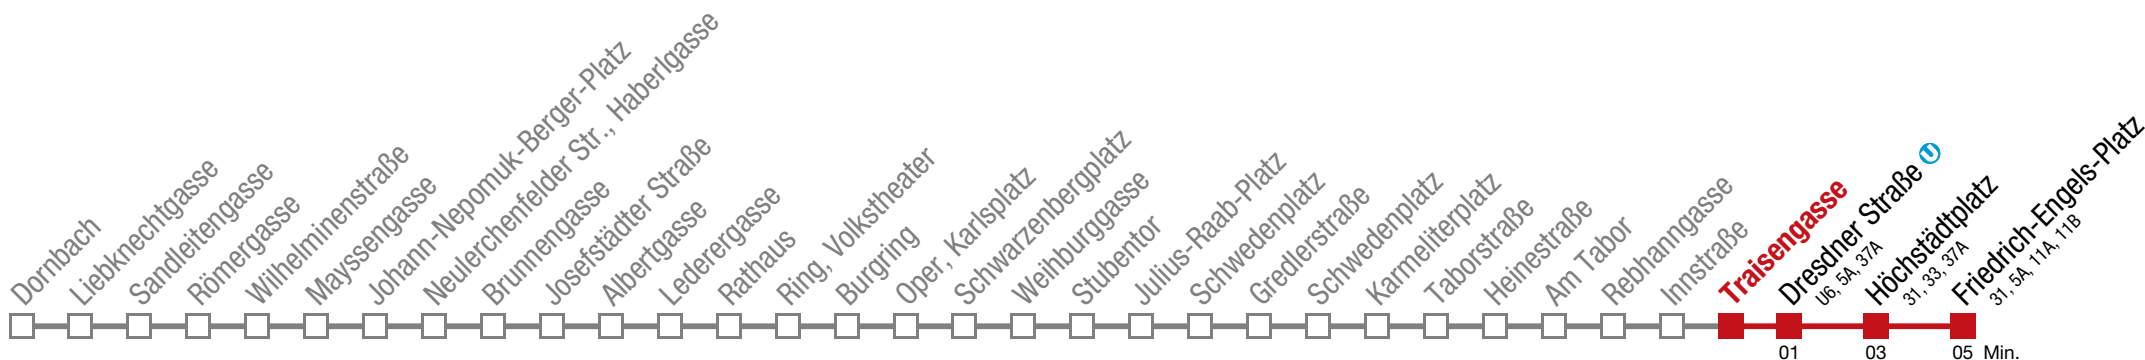 Dornbach
Liebknechtgasse
Sandleitengasse
Römergasse
Wilhelminenstraße
Mayssengasse
Johann-Nepomuk-Berger-Platz
Neulerchenfelder Str., Haberlgasse
Brunnengasse
Josefstädter Straße
Albertgasse
Lederergasse
Rathaus
Ring, Volkstheater
Burgring
Oper, Karlsplatz
Schwarzenbergplatz
Weihburggasse
Stubentor
Julius-Raab-Platz
Schwedenplatz
Gredlerstraße
Schwedenplatz
Karmeliterplatz
Taborstraße
Heinestraße
Am Tabor
Rebhanngasse
Innstraße
Traisengasse
Dresdner Straße U
U6, 5A, 37A
Höchstädtplatz
31, 33, 37A
Friedrich-Engels-Platz
31, 5A, 11A, 11B
01 03 05 Min.